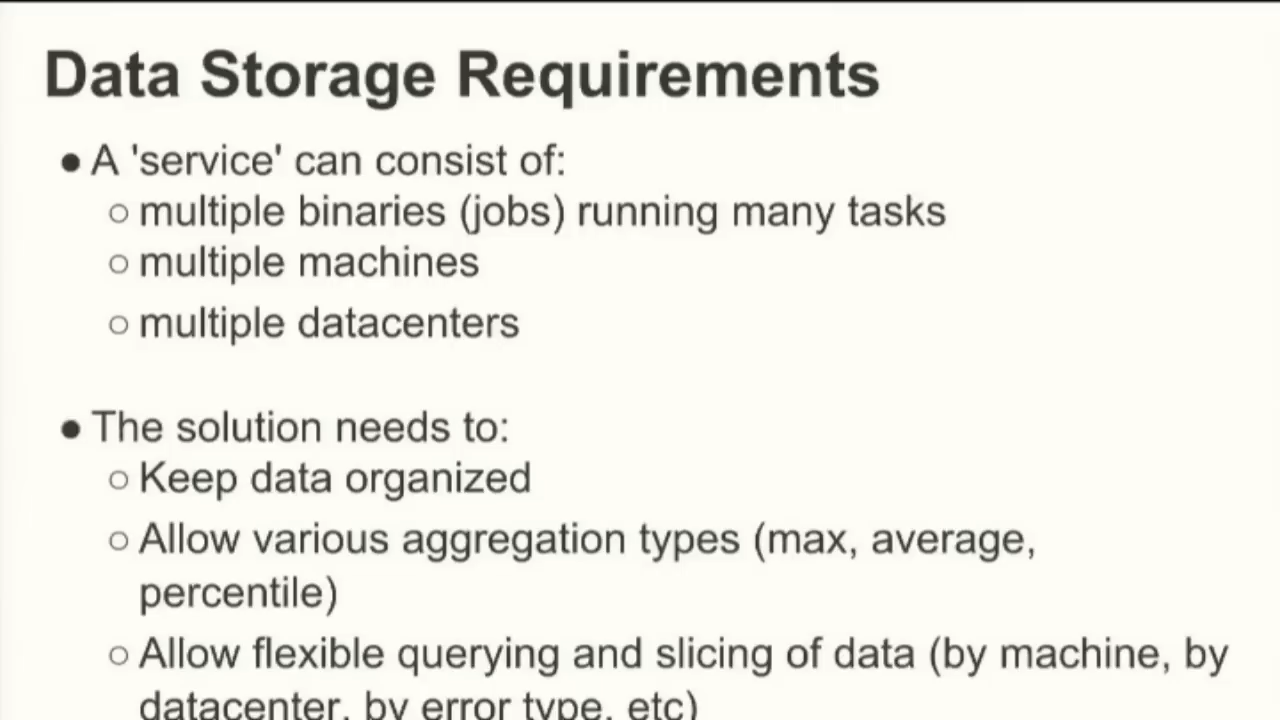 Data Storage Requirements
● A 'service' can consist of:
○ multiple binaries (jobs) running many tasks
○ multiple machines
○ multiple datacenters
● The solution needs to:
○ Keep data organized
○ Allow various aggregation types (max, average,
percentile)
○ Allow flexible querying and slicing of data (by machine, by
datacenter, by error type, etc)